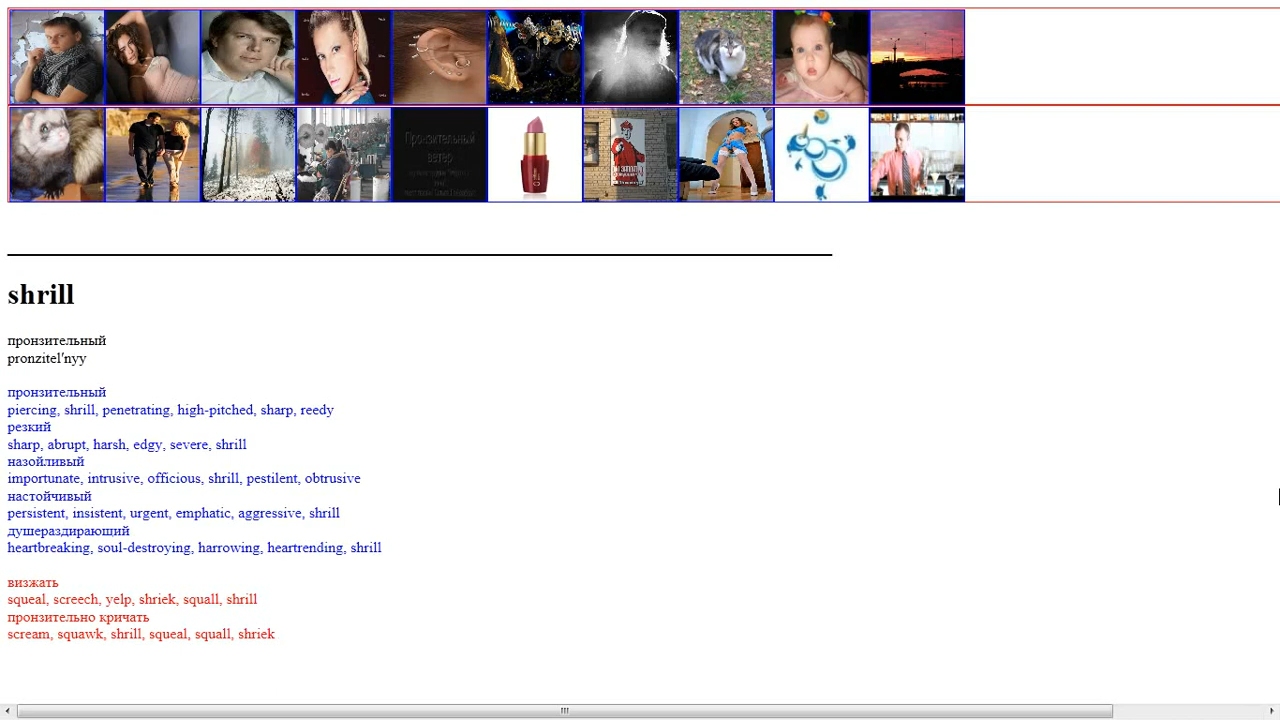 Пронзительный
ветер
shrill
пронзительный
pronzitel′nyy
пронзительный
piercing, shrill, penetrating, high-pitched, sharp, reedy
резкий
sharp, abrupt, harsh, edgy, severe, shrill
назойливый
importunate, intrusive, officious, shrill, pestilent, obtrusive
настойчивый
persistent, insistent, urgent, emphatic, aggressive, shrill
душераздирающий
heartbreaking, soul-destroying, harrowing, heartrending, shrill
визжать
squeal, screech, yelp, shriek, squall, shrill
пронзительно кричать
scream, squawk, shrill, squeal, squall, shriek